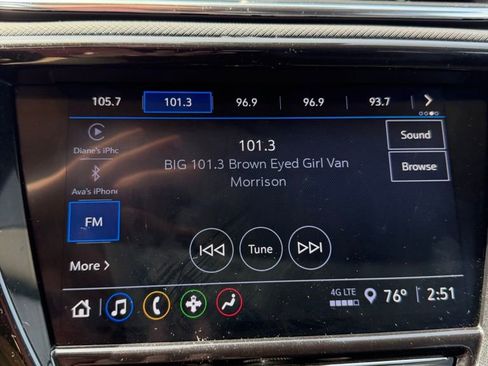 105.7 101.3 96.9 96.9 93.7
Diane's iPhc
101.3
BIG 101.3 Brown Eyed Girl Van
Morrison
Sound
Browse
Ava's iPhone
FM
Tune
More
4G LTE
76° 2:51